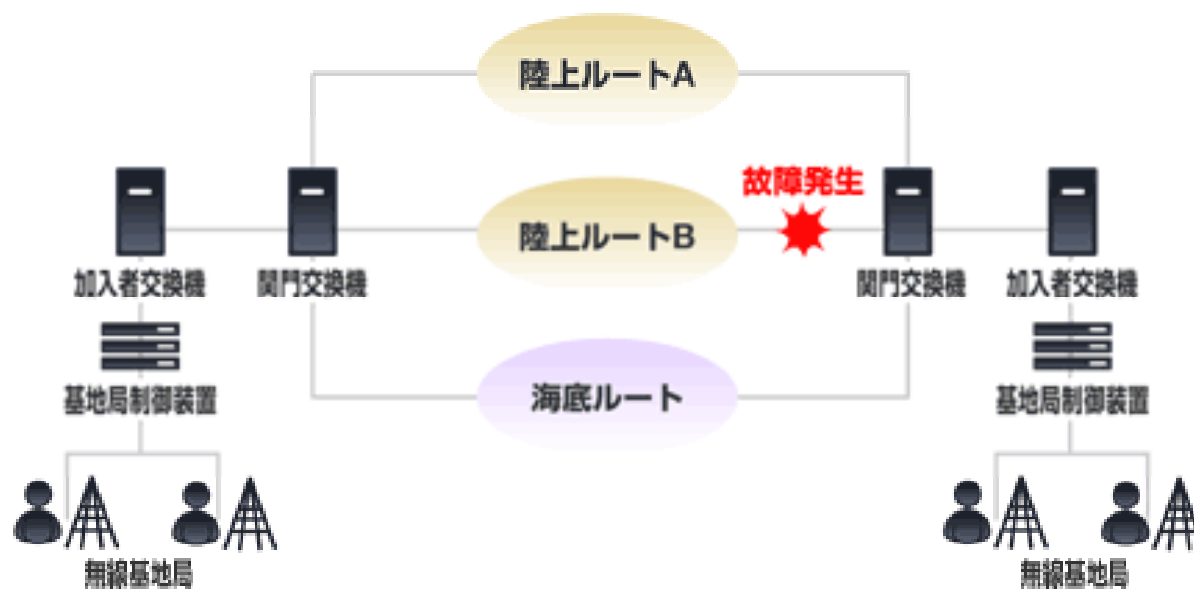 陸上ルートA
故障発生
陸上ルートB
加入者交換機
関門交換機
関門交換機
加入者交換機
海底ルート
基地局制御装置
基地局制御装置
無線基地局
無線基地局